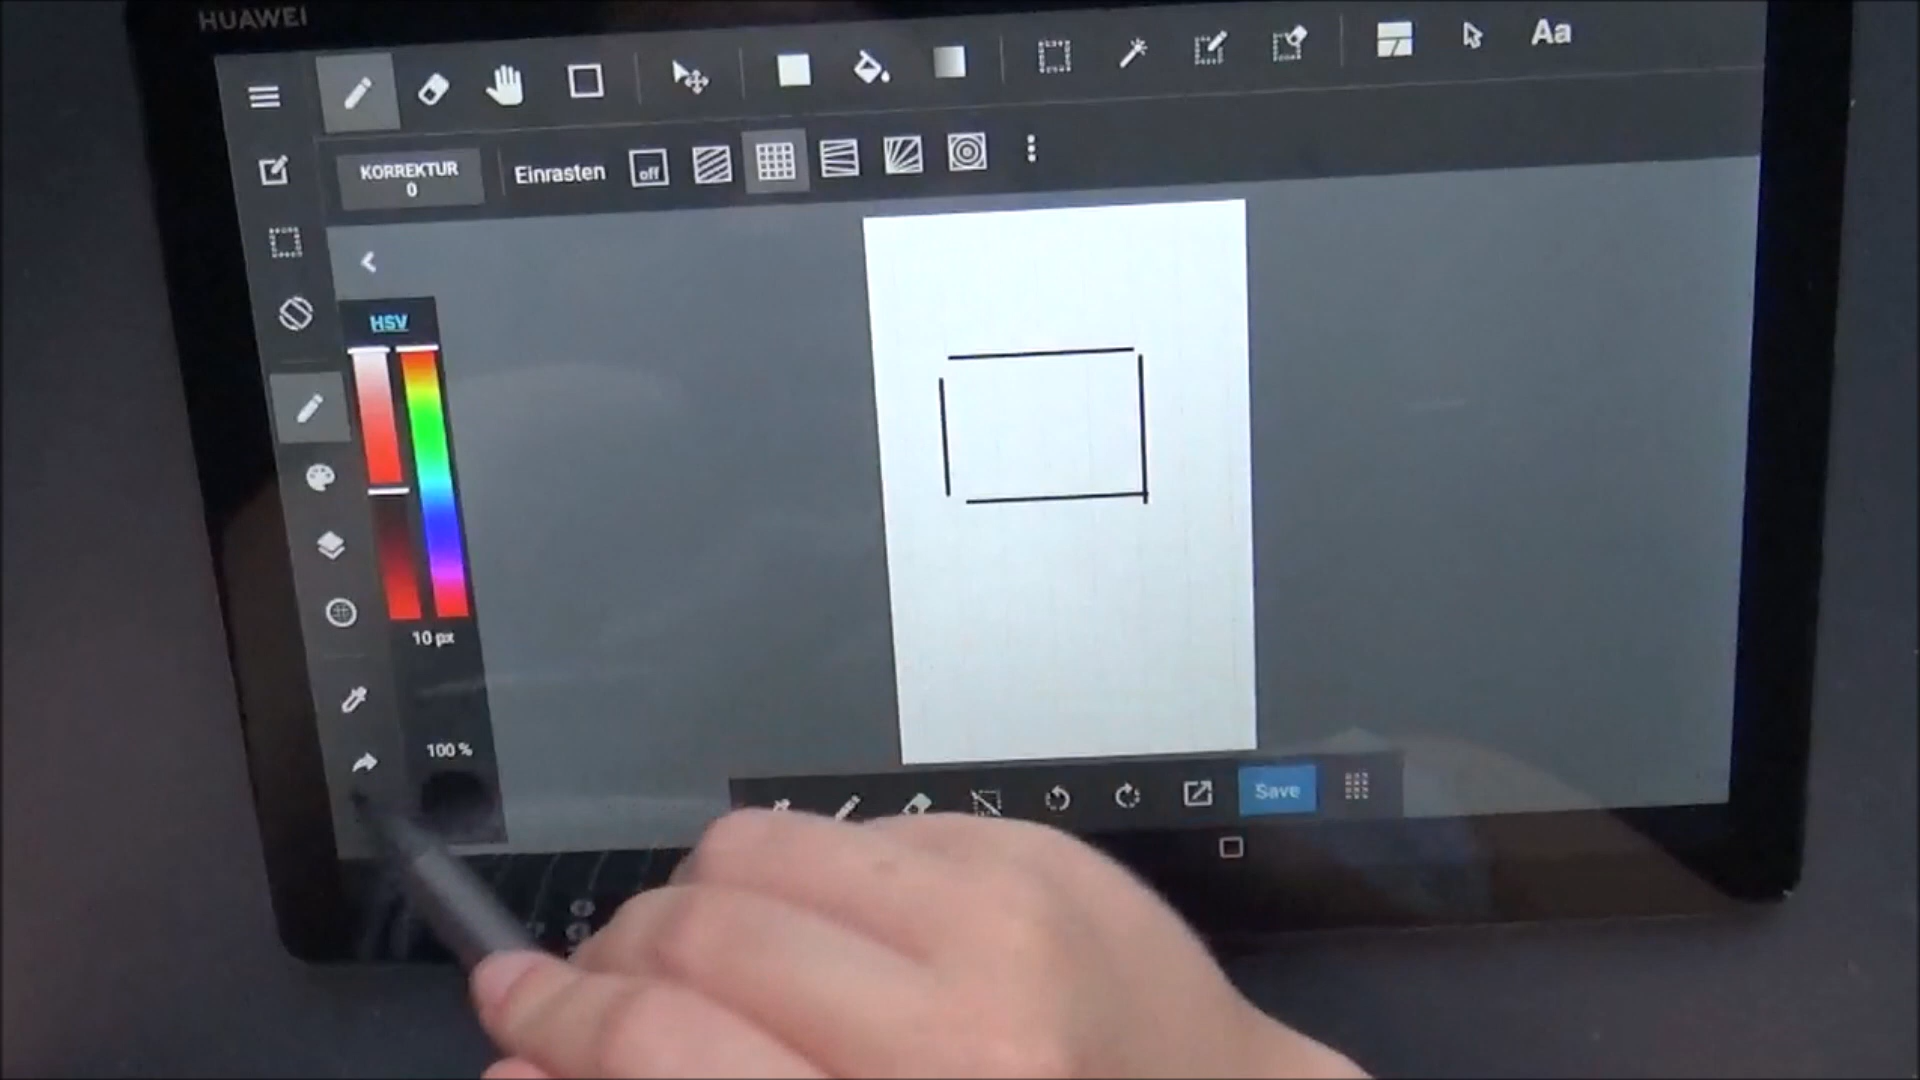 HUAWEI
Aa
KORREKTUR
0
Einrasten
off
HSV
10 px
100 %
Save